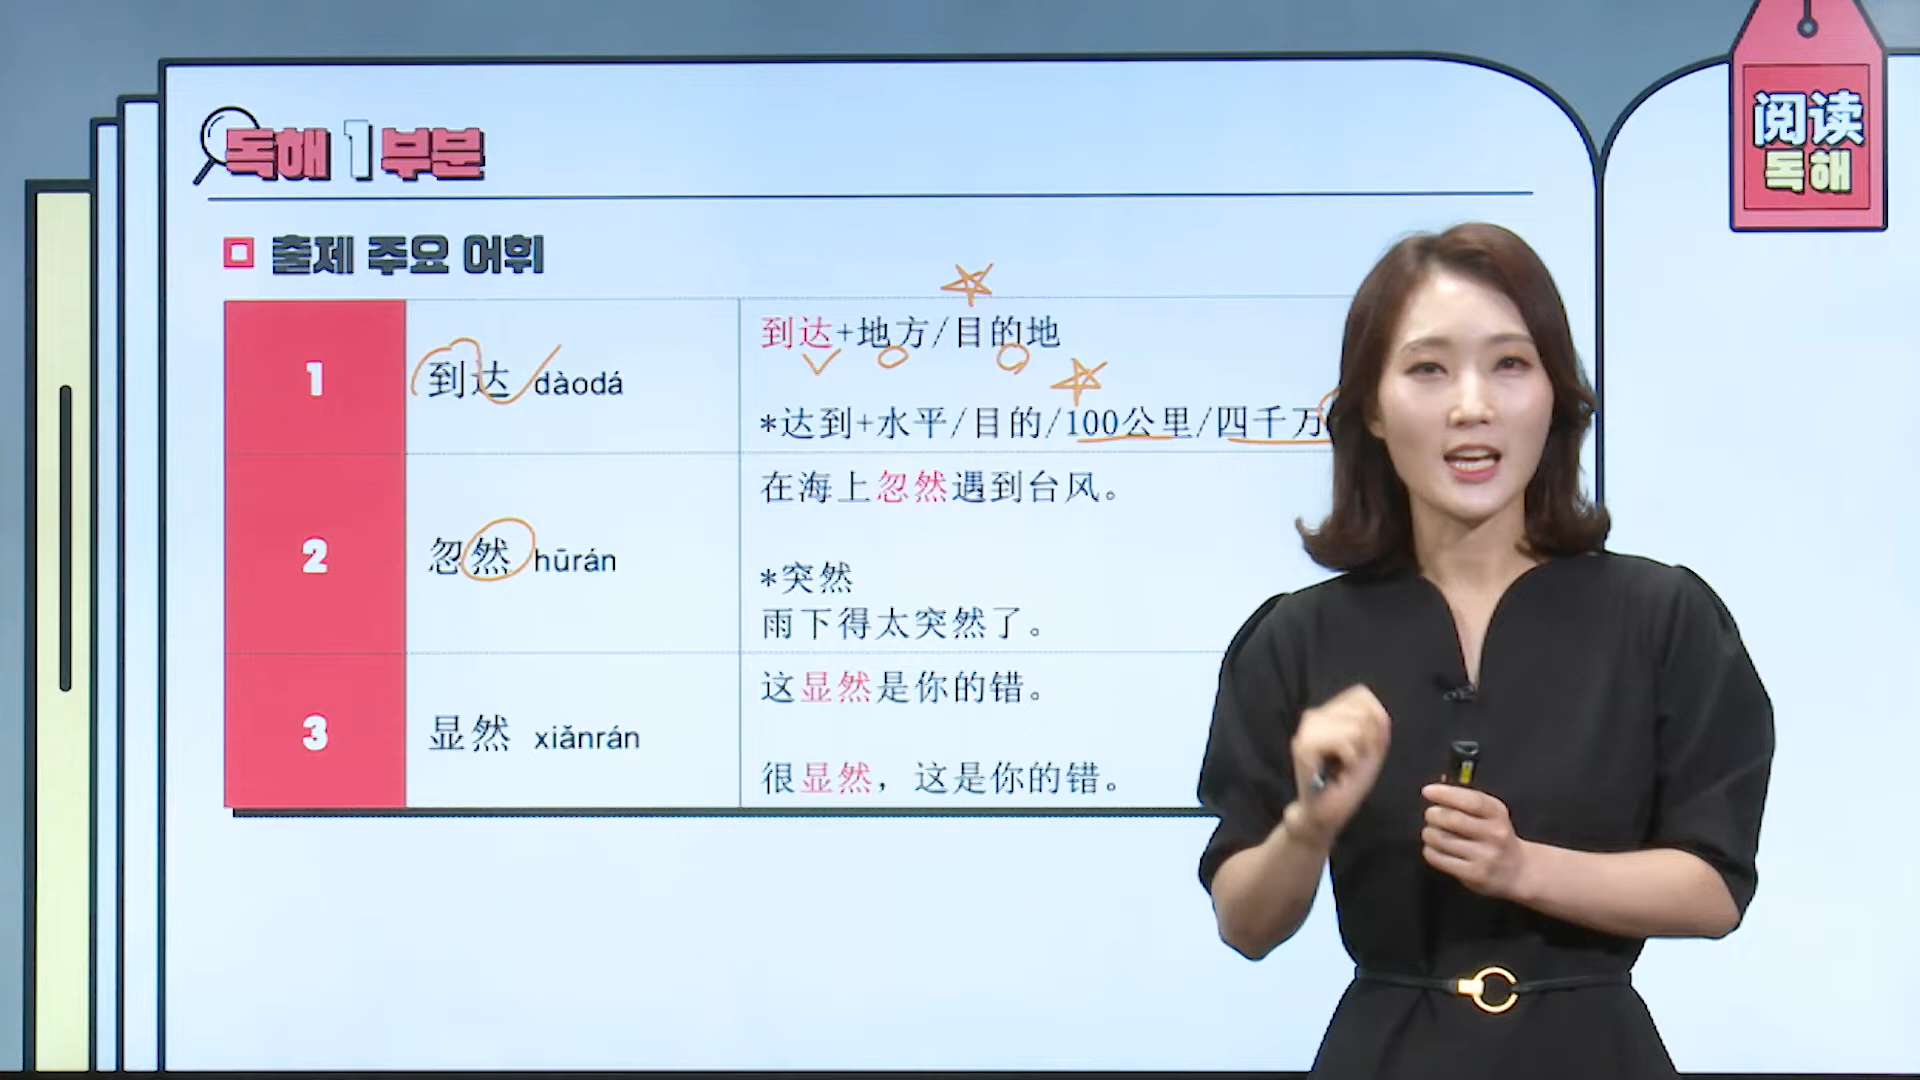 독해 1 부분
阅读
독해
출제 주요 어휘
1
到达 dàodá
到达+地方/目的地
*达到+水平/目的/100公里/四千万
2
忽然 hūrán
在海上忽然遇到台风。
*突然
雨下得太突然了。
3
显然 xiǎnrán
这显然是你的错。
很显然，这是你的错。